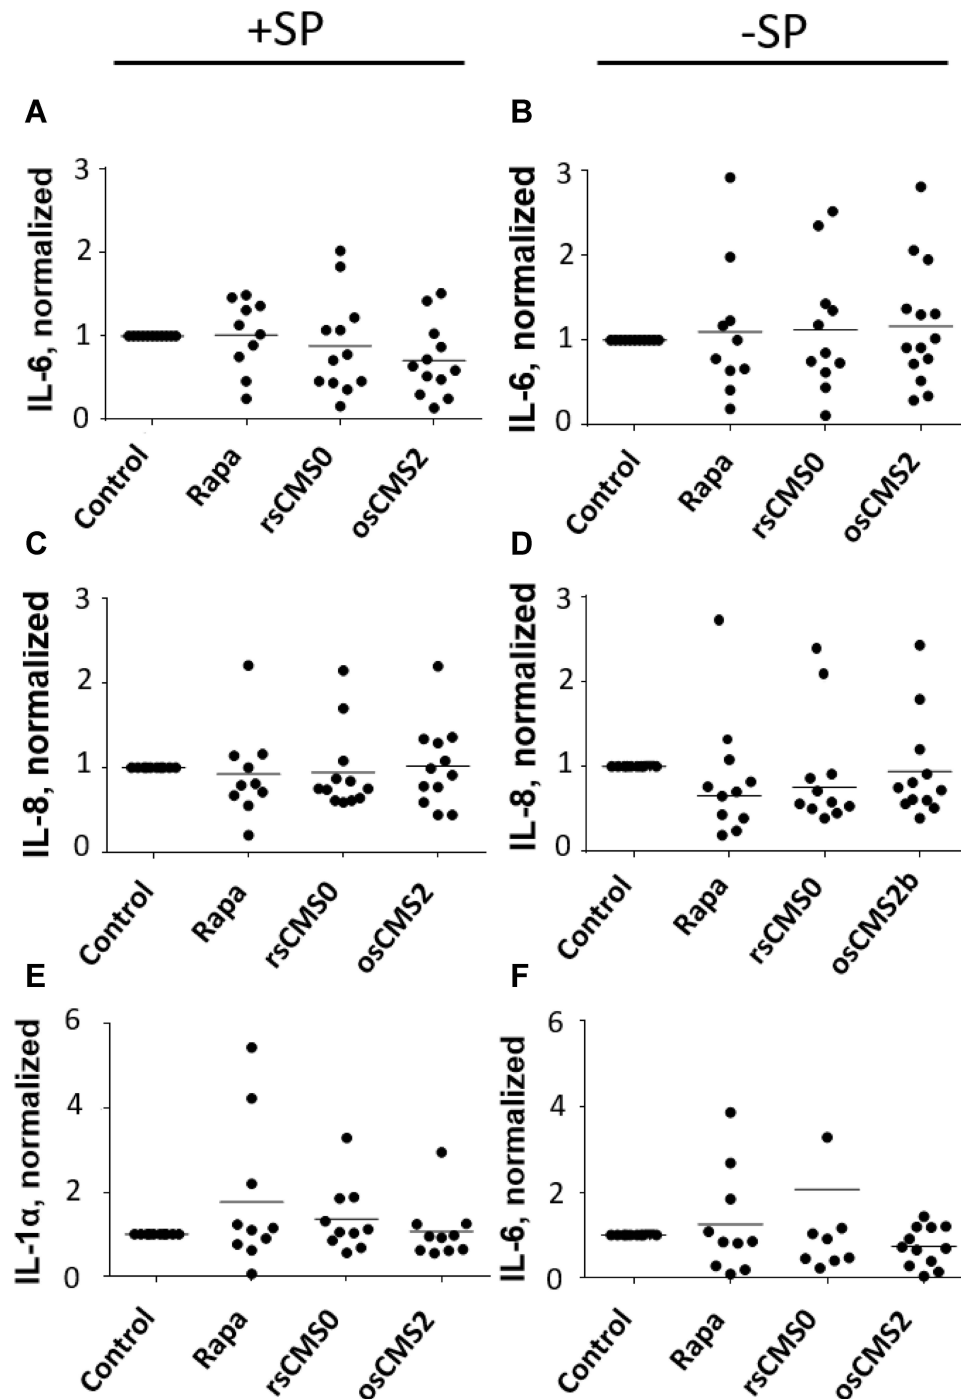 +SP
-SP
A
B
IL-6, normalized
3
2
1
0
Control
Rapa
rsCMS0
osCMS2
IL-6, normalized
3
2
1
0
Control
Rapa
rsCMS0
osCMS2
C
D
IL-8, normalized
3
2
1
0
Control
Rapa
rsCMS0
osCMS2
IL-8, normalized
3
2
1
0
Control
Rapa
rsCMS0
osCMS2b
E
F
IL-1α, normalized
6
4
2
0
Control
Rapa
rsCMS0
osCMS2
IL-6, normalized
6
4
2
0
Control
Rapa
rsCMS0
osCMS2